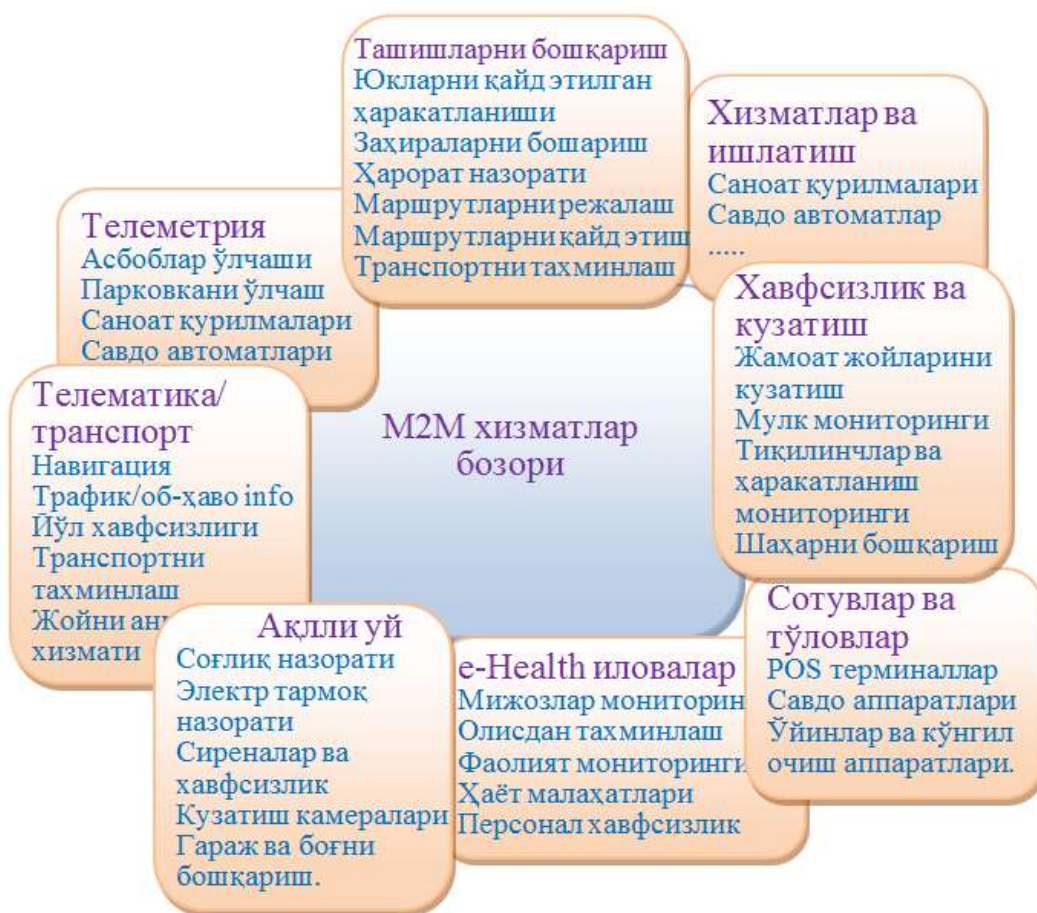 Ташишларни бошқариш
Юкларни қайд этилган
ҳаракатланиши
Заҳираларни бошариш
Ҳарорат назорати
Маршрутларни режалаш
Маршрутларни қайд этиш
Транспортни тахминлаш
Хизматлар ва
ишлатиш
Саноат қурилмалари
Савдо автоматлар
.....
Хавфсизлик ва
кузатиш
Жамоат жойларини
кузатиш
Мулк мониторинги
Тиқилинчлар ва
ҳаракатланиш
мониторинги
Шаҳарни бошқариш
Сотувлар ва
тўловлар
POS терминаллар
Савдо аппаратлари
Ўйинлар ва кўнгил
очиш аппаратлари.
e-Health иловалар
Мижозлар мониторин
Олисдан тахминлаш
Фаолият мониторинги
Ҳаёт малаҳатлари
Персонал хавфсизлик
Ақлли уй
Соғлиқ назорати
Электр тармоқ
назорати
Сиреналар ва
хавфсизлик
Кузатиш камералари
Гараж ва боғни
бошқариш.
Телематика/
транспорт
Навигация
Трафик/об-ҳаво info
Йўл хавфсизлиги
Транспортни
тахминлаш
Жойни
хизмати
Телеметрия
Асбоблар ўлчаши
Парковкани ўлчаш
Саноат қурилмалари
Савдо автоматлари
M2M хизматлар
бозори